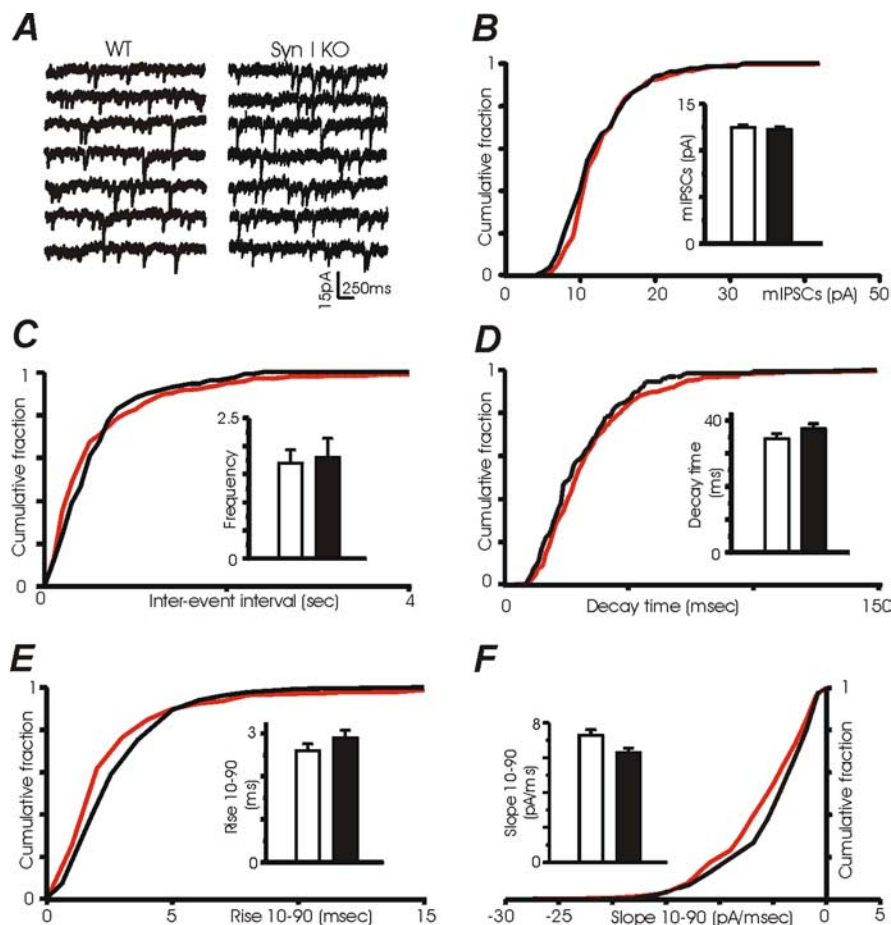 A
WT
Syn I KO
15pA
250ms
B
Cumulative fraction
1
0
0
10
20
30
mIPSCs (pA)
50
mIPSCs (pA)
15
0
C
Cumulative fraction
1
0
0
Inter-event interval (sec)
4
Frequency
2.5
0
D
Cumulative fraction
1
0
0
Decay time (msec)
150
Decay time
(ms)
40
0
E
Cumulative fraction
1
0
0
5
Rise 10-90 (msec)
15
Rise 10-90
(ms)
3
0
F
Slope 10-90
(pA/ms)
8
0
1
Cumulative fraction
-30
-25
Slope 10-90 (pA/msec)
0
5